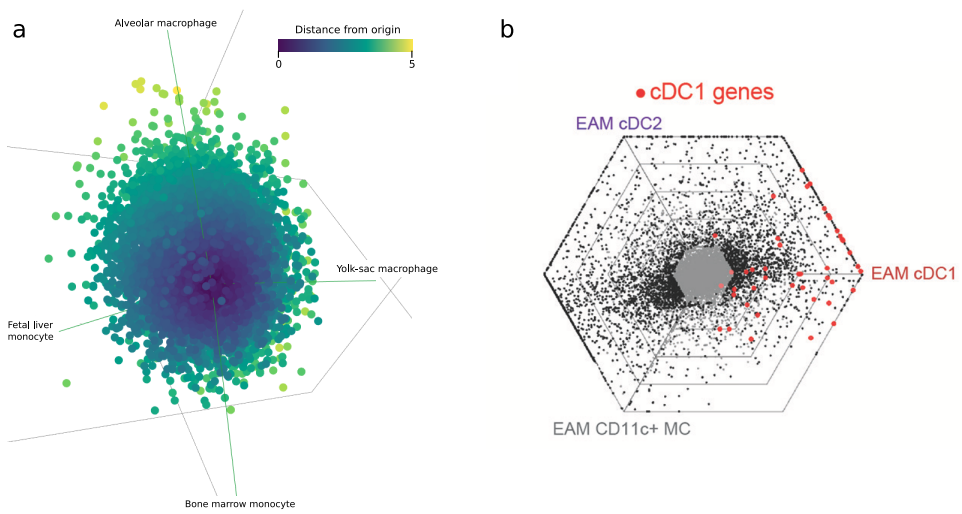 a
Alveolar macrophage
Distance from origin
0 5
Yolk-sac macrophage
Fetal liver
monocyte
Bone marrow monocyte
b
cDC1 genes
EAM cDC2
EAM cDC1
EAM CD11c+ MC